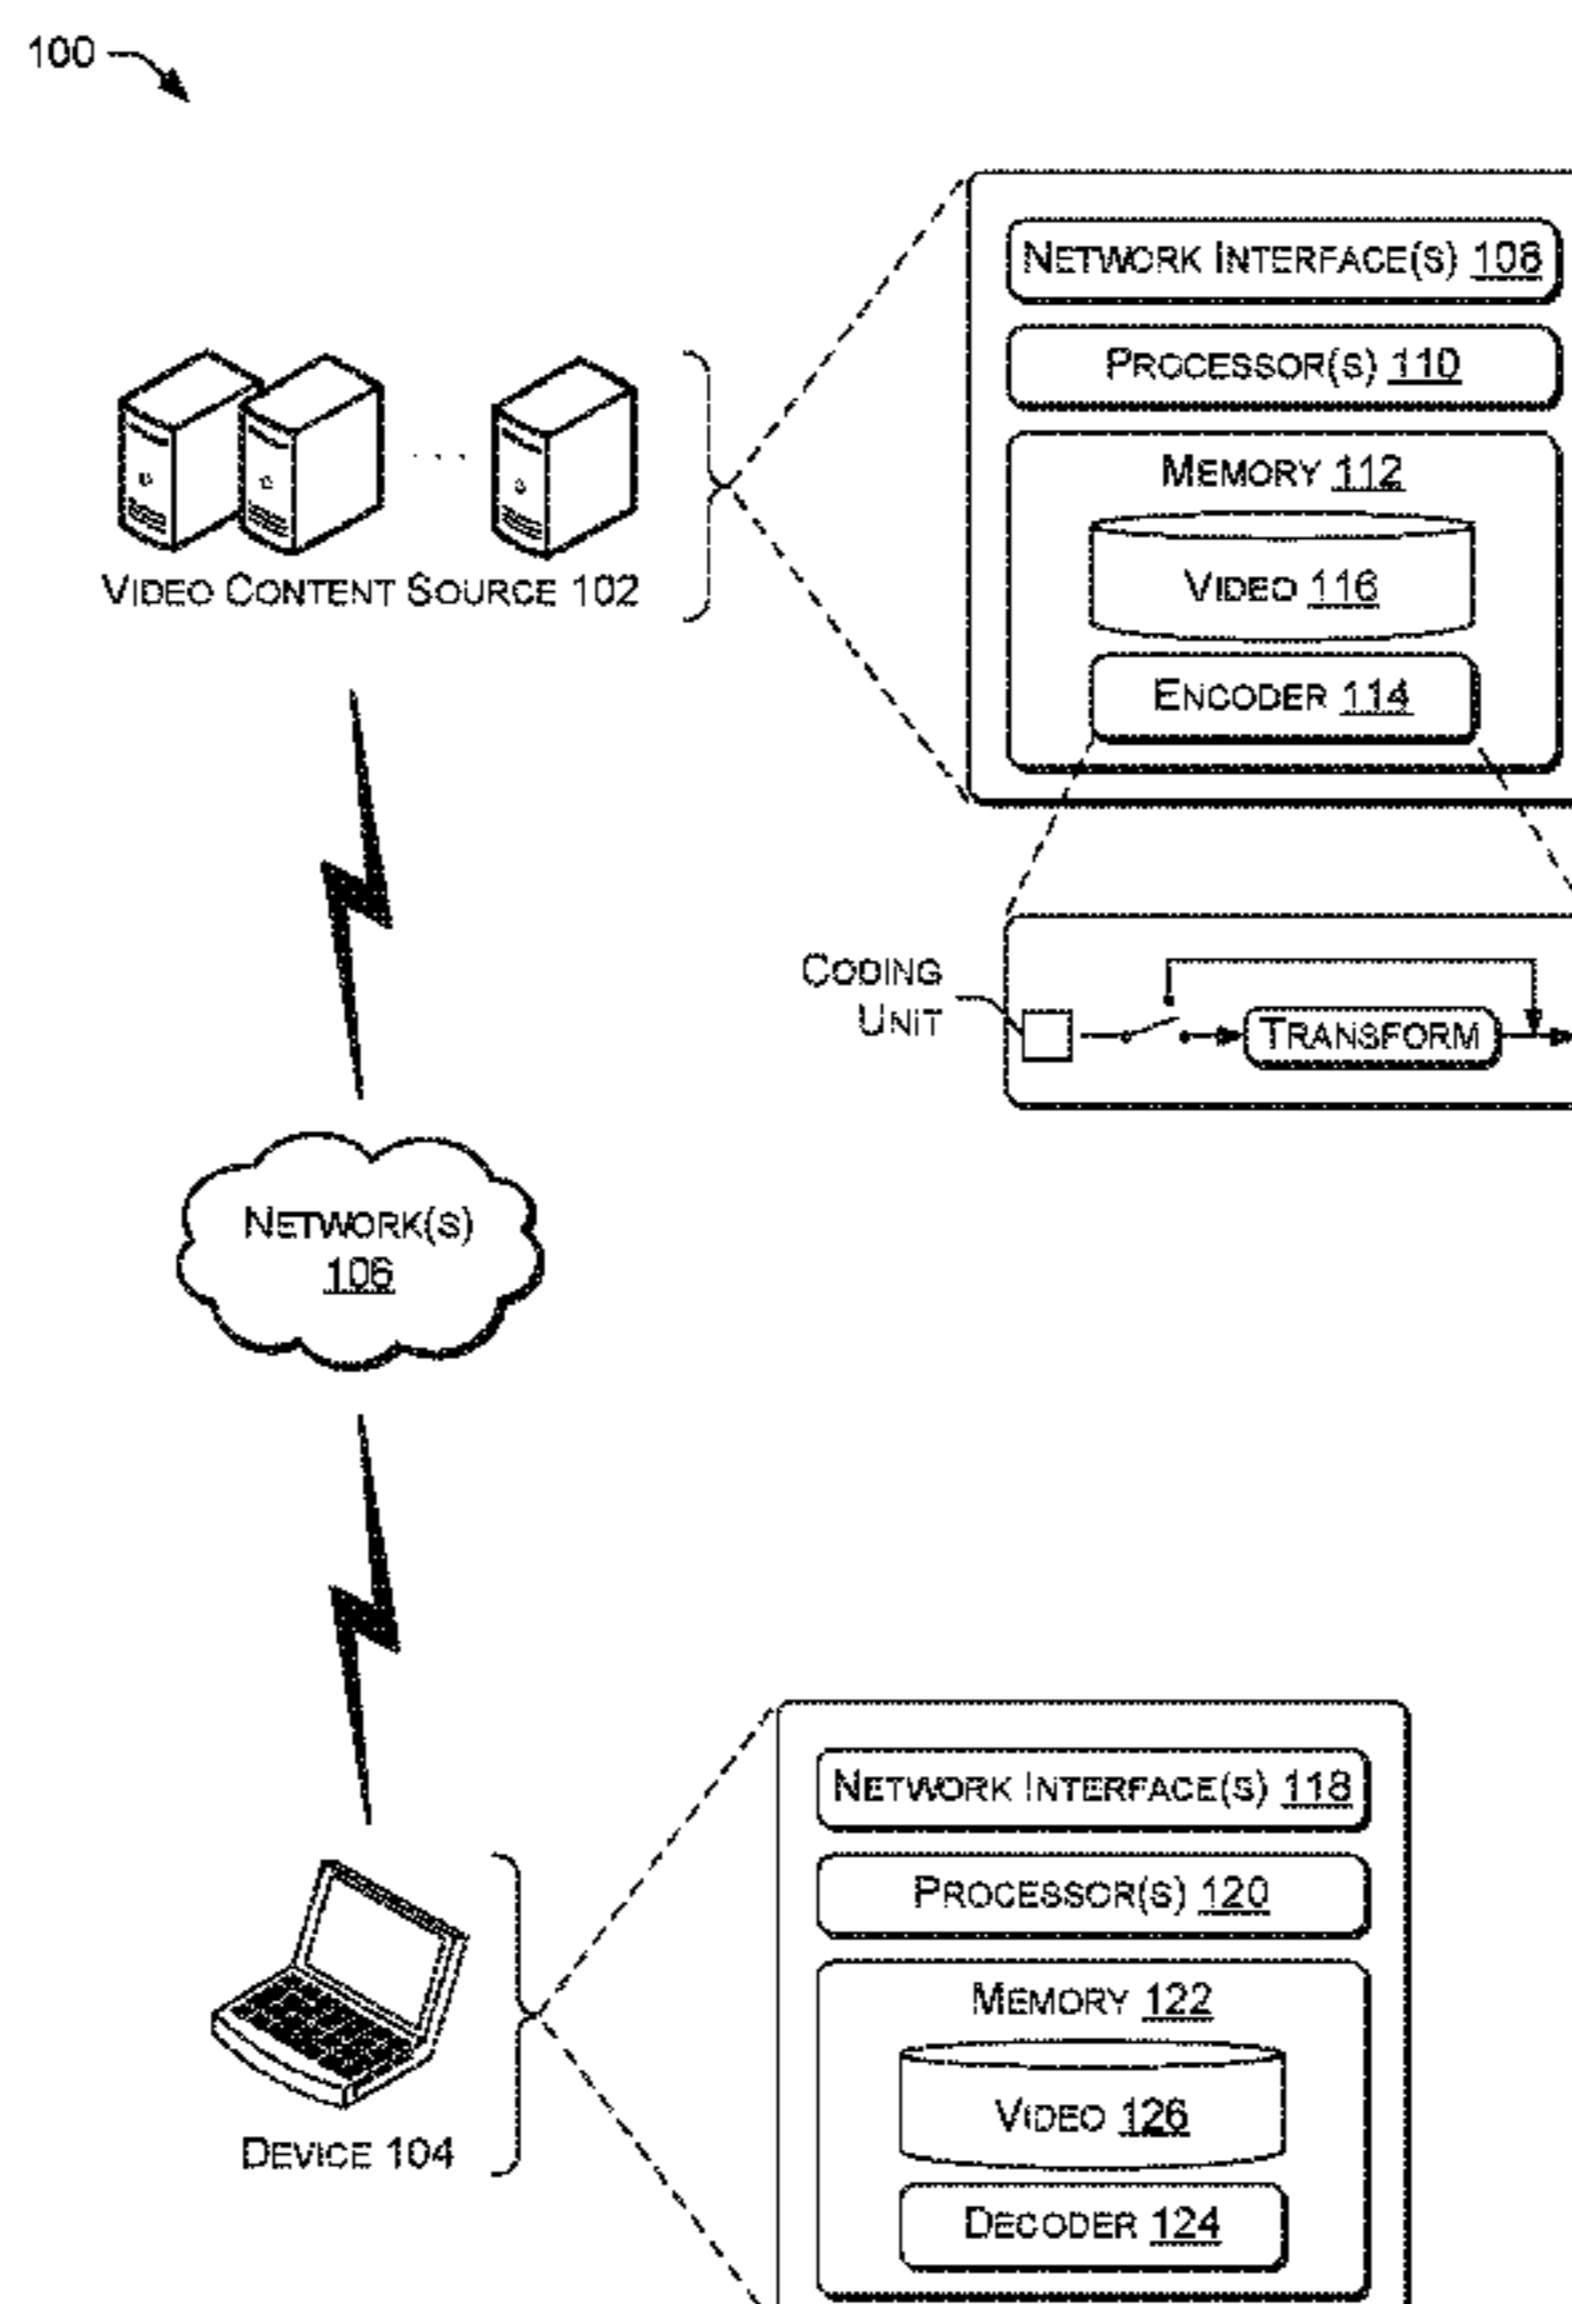 100
NETWORK INTERFACE(S) 108
PROCESSOR(S) 110
MEMORY 112
VIDEO 116
ENCODER 114
VIDEO CONTENT SOURCE 102
CODING
UNIT
TRANSFORM
NETWORK(S)
106
NETWORK INTERFACE(S) 118
PROCESSOR(S) 120
MEMORY 122
VIDEO 126
DECODER 124
DEVICE 104